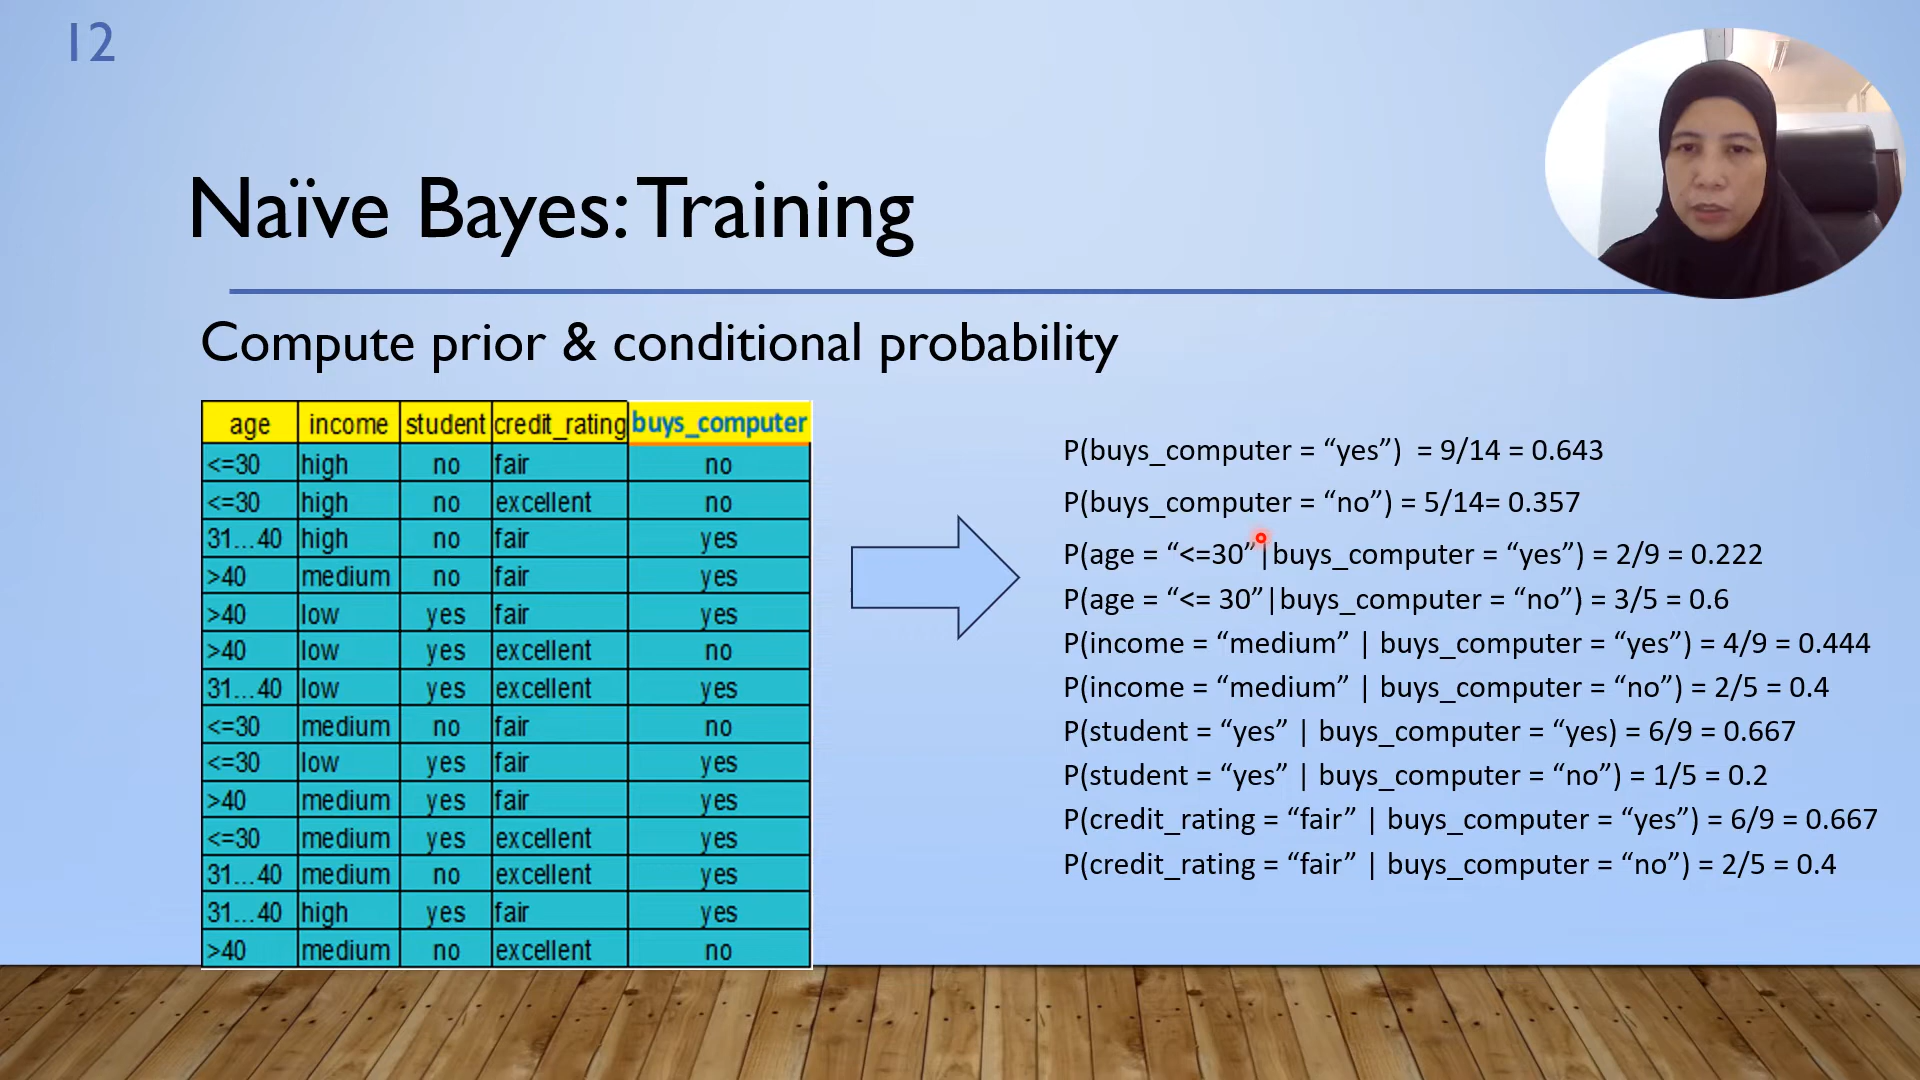 12
Naïve Bayes: Training
Compute prior & conditional probability
age income student credit_rating buys_computer
<=30 high no fair no
<=30 high no excellent no
31...40 high no fair yes
>40 medium no fair yes
>40 low yes fair yes
>40 low yes excellent no
31...40 low yes excellent yes
<=30 medium no fair no
<=30 low yes fair yes
>40 medium yes fair yes
<=30 medium yes excellent yes
31...40 medium no excellent yes
31...40 high yes fair yes
>40 medium no excellent no
P(buys_computer = “yes”) = 9/14 = 0.643
P(buys_computer = “no”) = 5/14= 0.357
P(age = “<=30”|buys_computer = “yes”) = 2/9 = 0.222
P(age = “<= 30”|buys_computer = “no”) = 3/5 = 0.6
P(income = “medium” | buys_computer = “yes”) = 4/9 = 0.444
P(income = “medium” | buys_computer = “no”) = 2/5 = 0.4
P(student = “yes” | buys_computer = “yes) = 6/9 = 0.667
P(student = “yes” | buys_computer = “no”) = 1/5 = 0.2
P(credit_rating = “fair” | buys_computer = “yes”) = 6/9 = 0.667
P(credit_rating = “fair” | buys_computer = “no”) = 2/5 = 0.4